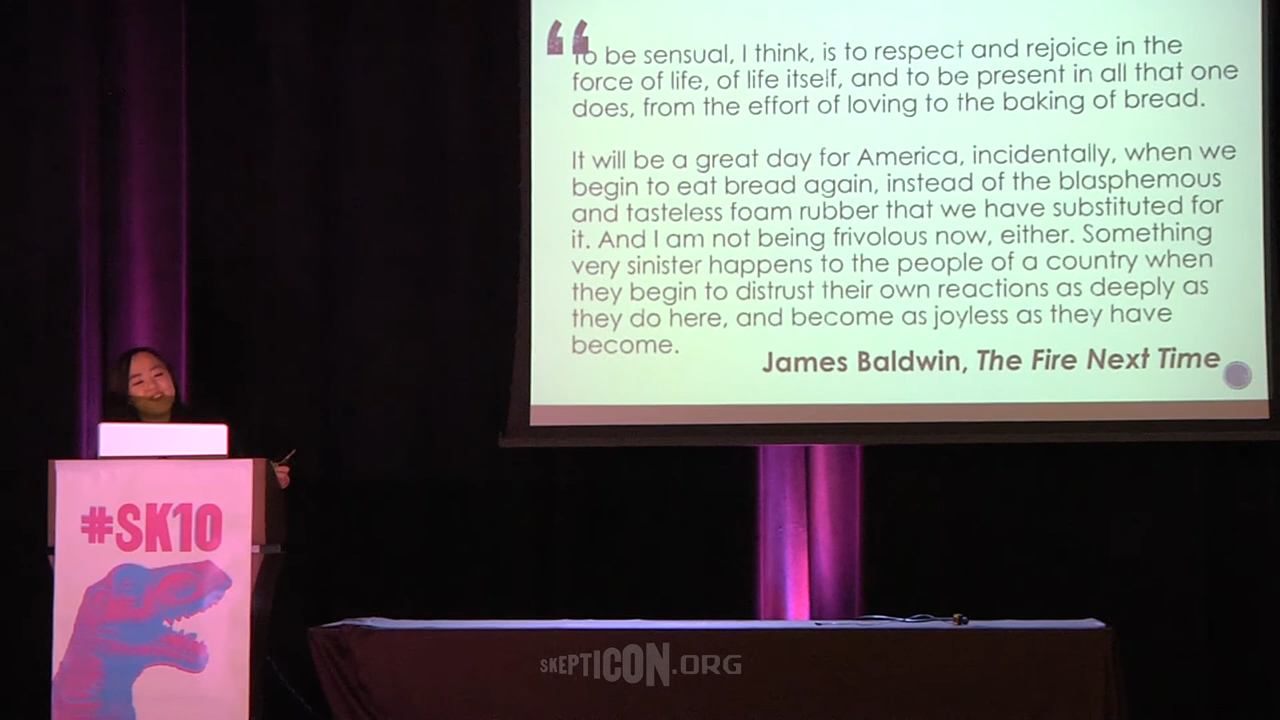 “To be sensual, I think, is to respect and rejoice in the
force of life, of life itself, and to be present in all that one
does, from the effort of loving to the baking of bread.
It will be a great day for America, incidentally, when we
begin to eat bread again, instead of the blasphemous
and tasteless foam rubber that we have substituted for
it. And I am not being frivolous now, either. Something
very sinister happens to the people of a country when
they begin to distrust their own reactions as deeply as
they do here, and become as joyless as they have
become.
James Baldwin, The Fire Next Time
#SK10
SKEPTICON.ORG